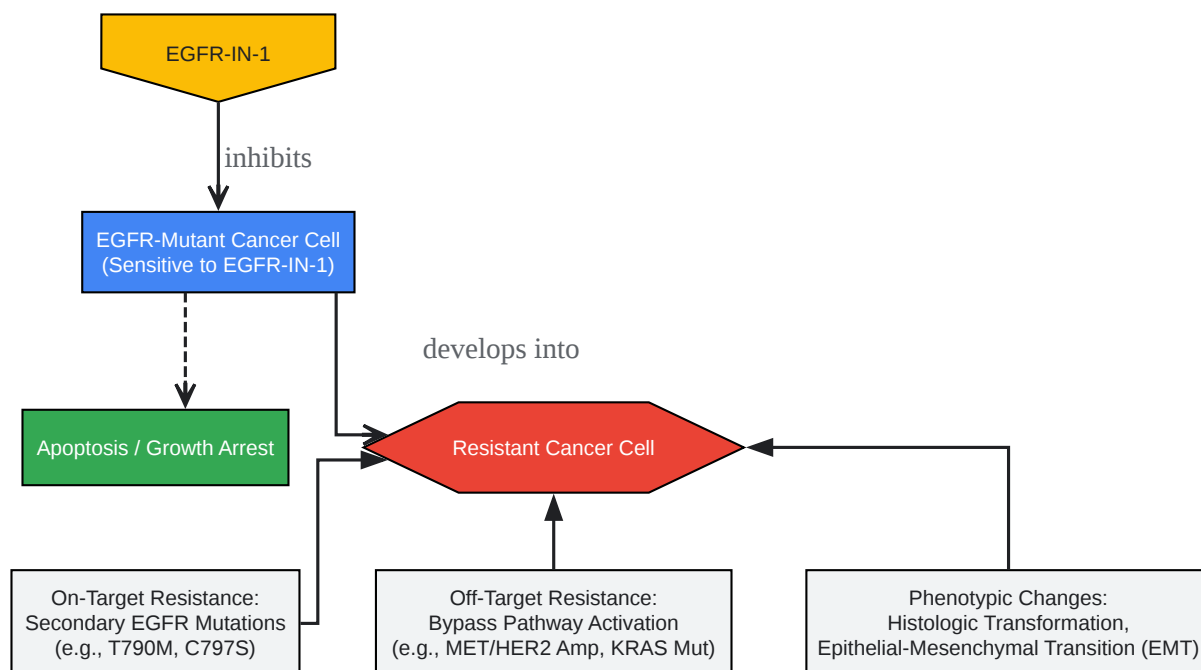 EGFR-IN-1
inhibits
EGFR-Mutant Cancer Cell
(Sensitive to EGFR-IN-1)
develops into
Apoptosis / Growth Arrest
Resistant Cancer Cell
On-Target Resistance:
Secondary EGFR Mutations
(e.g., T790M, C797S)
Off-Target Resistance:
Bypass Pathway Activation
(e.g., MET/HER2 Amp, KRAS Mut)
Phenotypic Changes:
Histologic Transformation,
Epithelial-Mesenchymal Transition (EMT)